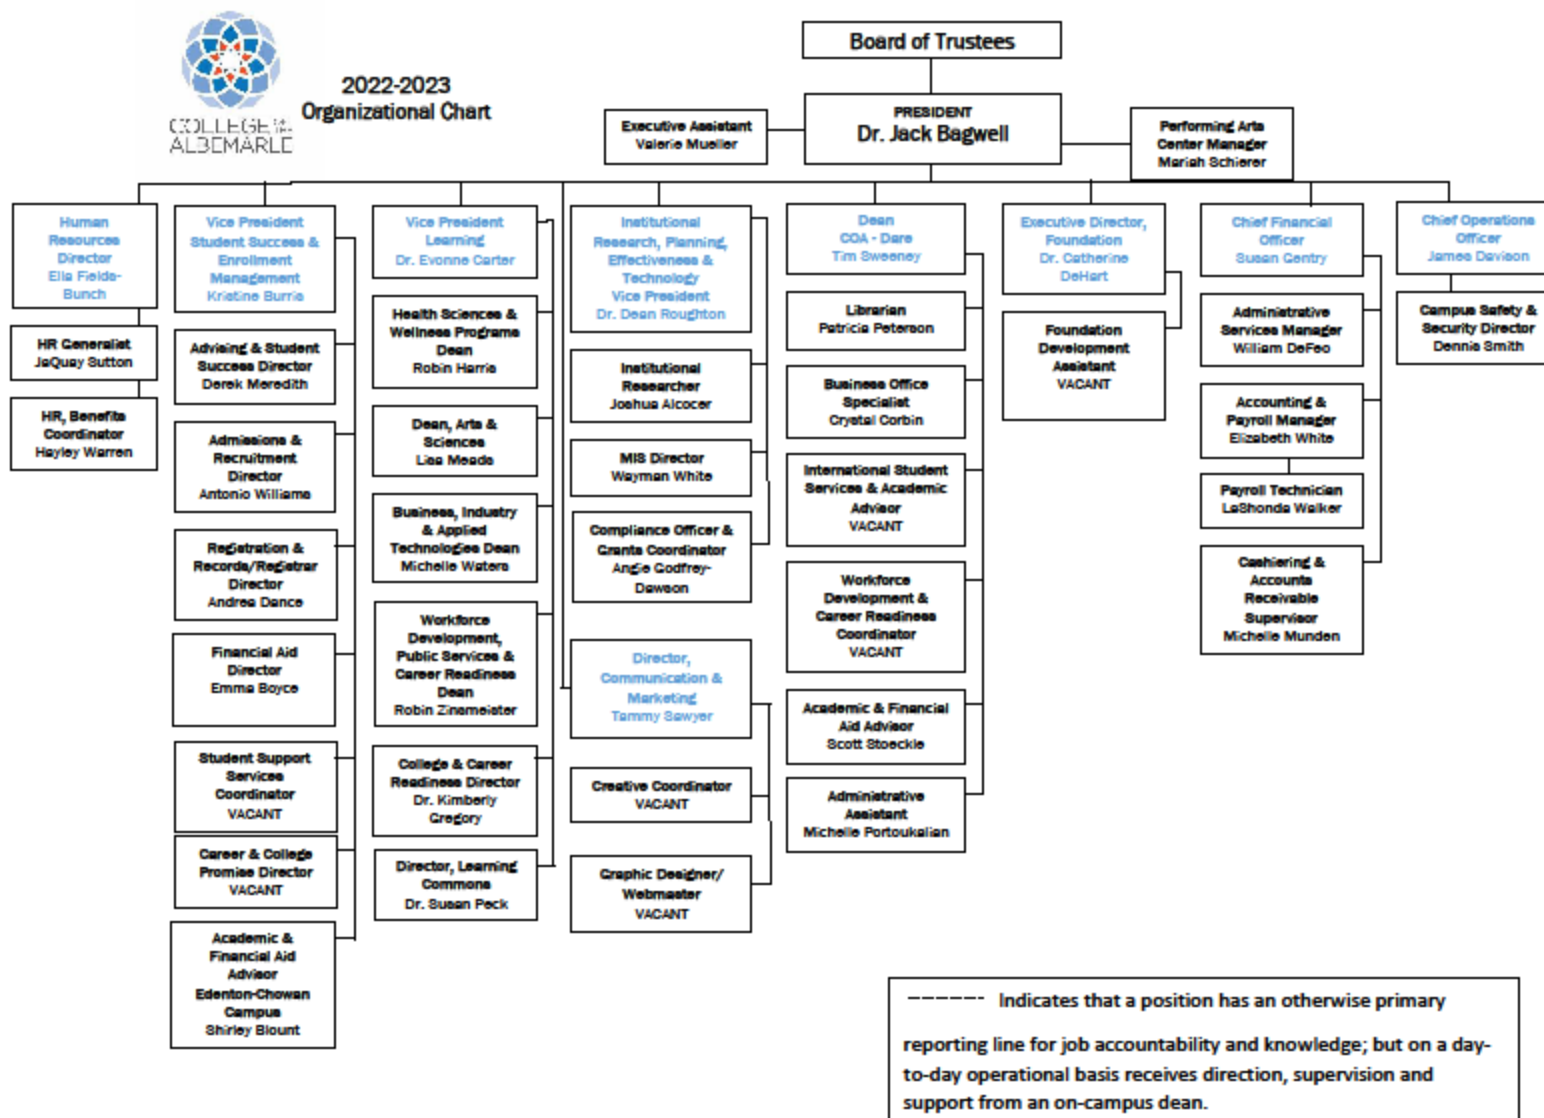 COLLEGE OF THE
ALBEMARLE
2022-2023
Organizational Chart
Board of Trustees
PRESIDENT
Dr. Jack Bagwell
Executive Assistant
Valerie Mueller
Performing Arts
Center Manager
Mariah Schierer
Human
Resources
Director
Ella Fields-
Bunch
HR Generalist
JaQuay Sutton
HR, Benefits
Coordinator
Hayley Warren
Vice President
Student Success &
Enrollment
Management
Kristine Burris
Advising & Student
Success Director
Derek Meredith
Admissions &
Recruitment
Director
Antonio Williams
Registration &
Records/Registrar
Director
Andrea Dance
Financial Aid
Director
Emma Boyce
Student Support
Services
Coordinator
VACANT
Career & College
Promise Director
VACANT
Academic &
Financial Aid
Advisor
Edenton-Chowan
Campus
Shirley Blount
Vice President
Learning
Dr. Evonne Carter
Health Sciences &
Wellness Programs
Dean
Robin Harris
Dean, Arts &
Sciences
Lisa Meads
Business, Industry
& Applied
Technologies Dean
Michelle Waters
Workforce
Development,
Public Services &
Career Readiness
Dean
Robin Zinsmeister
College & Career
Readiness Director
Dr. Kimberly
Gregory
Director, Learning
Commons
Dr. Susan Peck
Institutional
Research, Planning,
Effectiveness &
Technology
Vice President
Dr. Dean Roughton
Institutional
Researcher
Joshua Alcocer
MIS Director
Wayman White
Compliance Officer &
Grants Coordinator
Angie Godfrey-
Dawson
Director,
Communication &
Marketing
Tammy Sawyer
Creative Coordinator
VACANT
Graphic Designer/
Webmaster
VACANT
Dean
COA - Dare
Tim Sweeney
Librarian
Patricia Peterson
Business Office
Specialist
Crystal Corbin
International Student
Services & Academic
Advisor
VACANT
Workforce
Development &
Career Readiness
Coordinator
VACANT
Academic & Financial
Aid Advisor
Scott Stoeckle
Administrative
Assistant
Michelle Portoukalian
Executive Director,
Foundation
Dr. Catherine
DeHart
Foundation
Development
Assistant
VACANT
Chief Financial
Officer
Susan Gentry
Administrative
Services Manager
William DeFeo
Accounting &
Payroll Manager
Elizabeth White
Payroll Technician
LaShonda Walker
Cashiering &
Accounts
Receivable
Supervisor
Michelle Munden
Chief Operations
Officer
James Davison
Campus Safety &
Security Director
Dennis Smith
------- Indicates that a position has an otherwise primary
reporting line for job accountability and knowledge; but on a day-
to-day operational basis receives direction, supervision and
support from an on-campus dean.